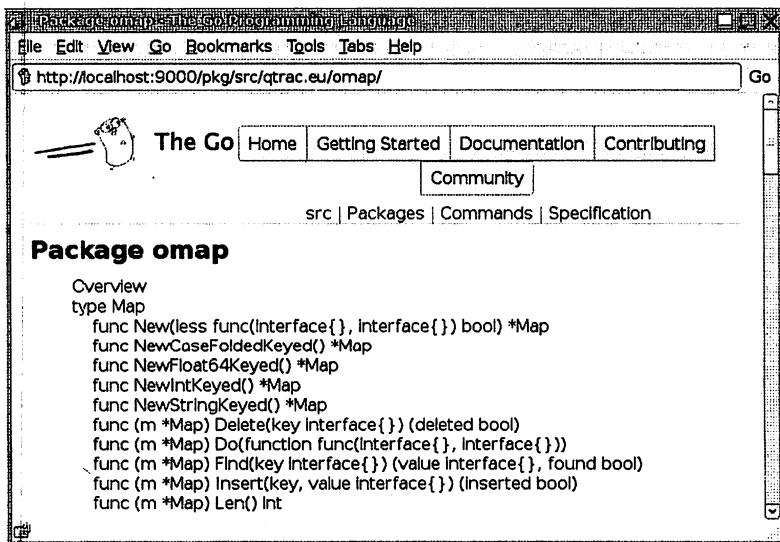 Package omap - The Go Programming Language
File Edit View Go Bookmarks Tools Tabs Help
http://localhost:9000/pkg/src/qtrac.eu/omap/ Go
The Go Home Getting Started Documentation Contributing
Community
src | Packages | Commands | Specification
Package omap
Overview
type Map
func New(less func(interface{}, interface{}) bool) *Map
func NewCaseFoldedKeyed() *Map
func NewFloat64Keyed() *Map
func NewIntKeyed() *Map
func NewStringKeyed() *Map
func (m *Map) Delete(key interface{}) (deleted bool)
func (m *Map) Do(function func(interface{}, interface{}))
func (m *Map) Find(key interface{}) (value interface{}, found bool)
func (m *Map) Insert(key, value interface{}) (inserted bool)
func (m *Map) Len() int